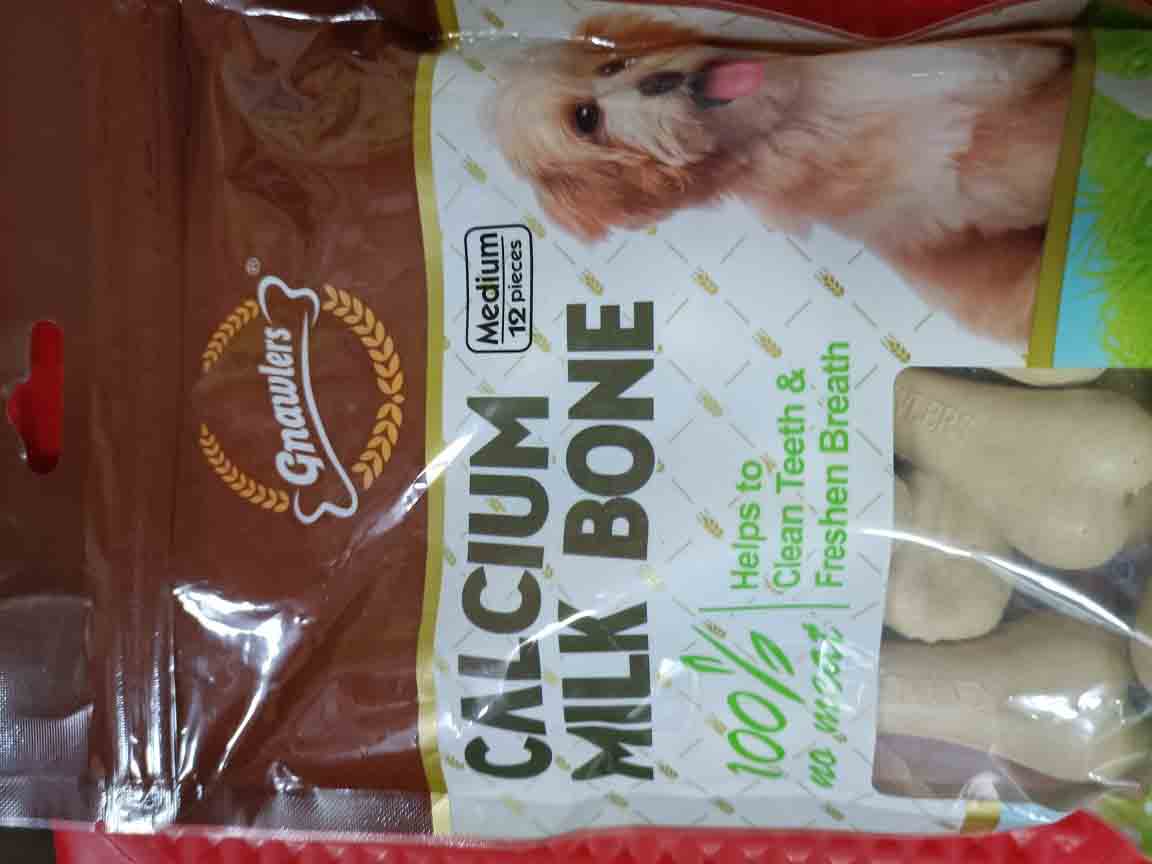 Gnawlers®
Medium
12 pieces
CALCIUM
MILK BONE
100%
no meat
Helps to
Clean Teeth &
Freshen Breath